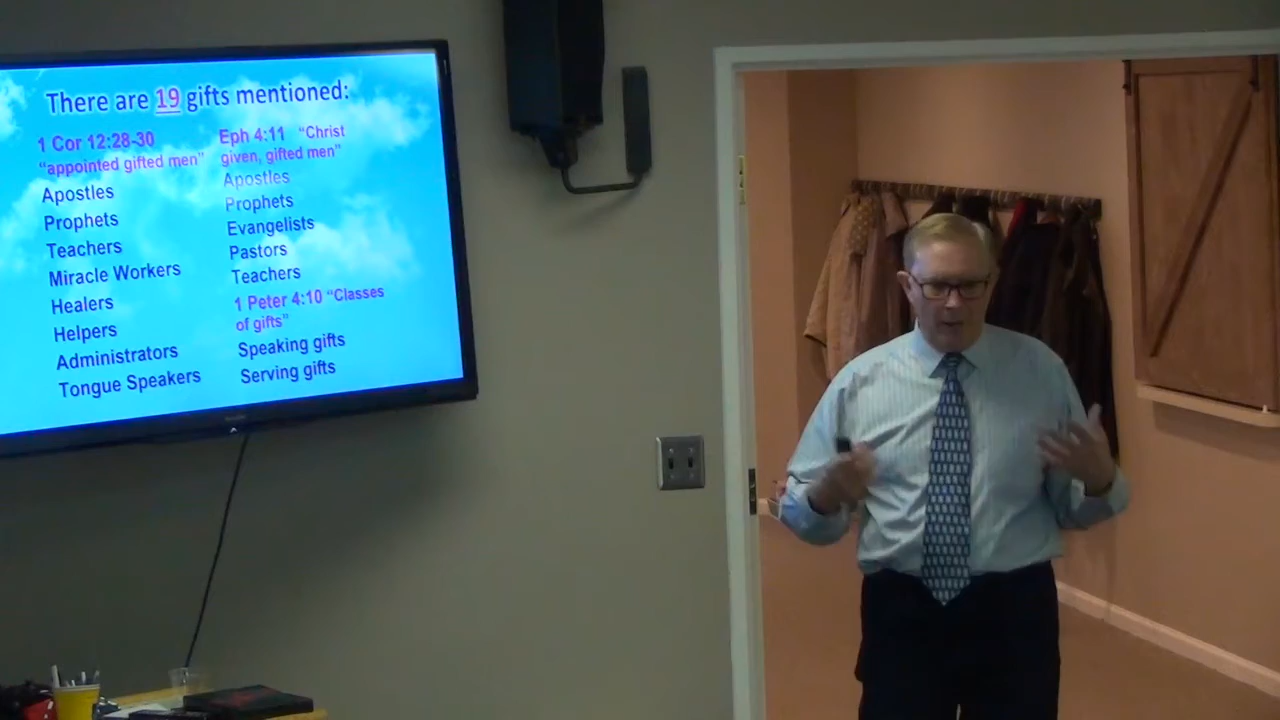 There are 19 gifts mentioned:
1 Cor 12:28-30
"appointed gifted men"
Apostles
Prophets
Teachers
Miracle Workers
Healers
Helpers
Administrators
Tongue Speakers
Eph 4:11 "Christ
given, gifted men"
Apostles
Prophets
Evangelists
Pastors
Teachers
1 Peter 4:10 "Classes
of gifts"
Speaking gifts
Serving gifts